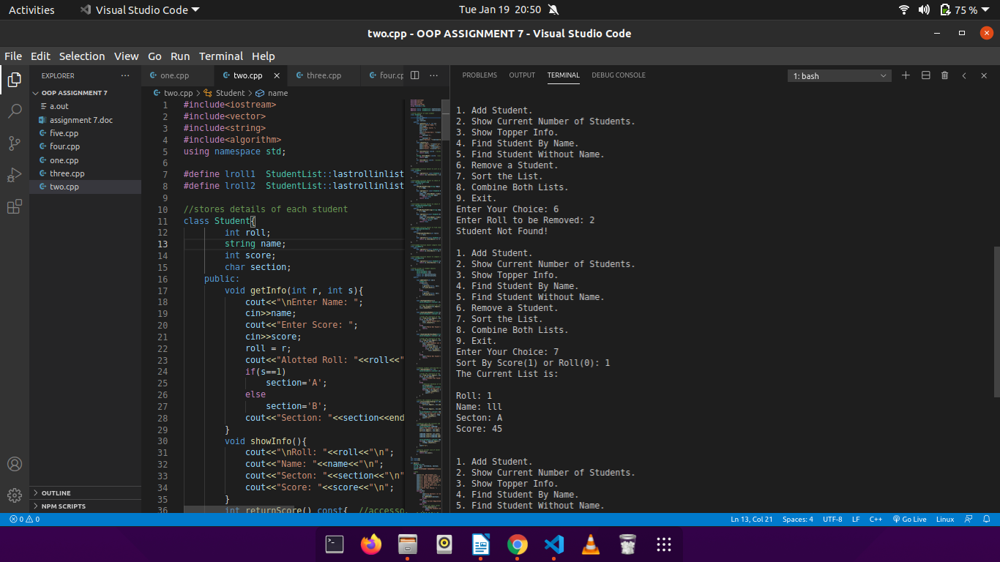 Activities Visual Studio Code Tue Jan 19 20:50 75 %
two.cpp - OOP ASSIGNMENT 7 - Visual Studio Code
File Edit Selection View Go Run Terminal Help
EXPLORER
OOP ASSIGNMENT 7
a.out
assignment 7.doc
five.cpp
four.cpp
one.cpp
three.cpp
two.cpp
OUTLINE
NPM SCRIPTS
one.cpp two.cpp three.cpp four.cp
two.cpp > Student > name
1 #include<iostream>
2 #include<vector>
3 #include<string>
4 #include<algorithm>
5 using namespace std;
6
7 #define lroll1 StudentList::lastrollinlist
8 #define lroll2 StudentList::lastrollinlist
9
10 //stores details of each student
11 class Student{
12 int roll;
13 string name;
14 int score;
15 char section;
16 public:
17 void getInfo(int r, int s){
18 cout<<"\nEnter Name: ";
19 cin>>name;
20 cout<<"Enter Score: ";
21 cin>>score;
22 roll = r;
23 cout<<"Alotted Roll: "<<roll<<"
24 if(s==1)
25 section='A';
26 else
27 section='B';
28 cout<<"Section: "<<section<<end
29 }
30 void showInfo(){
31 cout<<"\nRoll: "<<roll<<"\n";
32 cout<<"Name: "<<name<<"\n";
33 cout<<"Secton: "<<section<<"\n"
34 cout<<"Score: "<<score<<"\n";
35 }
36 int returnScore() const{ //accesso
PROBLEMS OUTPUT TERMINAL DEBUG CONSOLE 1: bash
1. Add Student.
2. Show Current Number of Students.
3. Show Topper Info.
4. Find Student By Name.
5. Find Student Without Name.
6. Remove a Student.
7. Sort the List.
8. Combine Both Lists.
9. Exit.
Enter Your Choice: 6
Enter Roll to be Removed: 2
Student Not Found!
1. Add Student.
2. Show Current Number of Students.
3. Show Topper Info.
4. Find Student By Name.
5. Find Student Without Name.
6. Remove a Student.
7. Sort the List.
8. Combine Both Lists.
9. Exit.
Enter Your Choice: 7
Sort By Score(1) or Roll(0): 1
The Current List is:
Roll: 1
Name: lll
Secton: A
Score: 45
1. Add Student.
2. Show Current Number of Students.
3. Show Topper Info.
4. Find Student By Name.
5. Find Student Without Name.
0 0 Ln 13, Col 21 Spaces: 4 UTF-8 LF C++ Go Live Linux